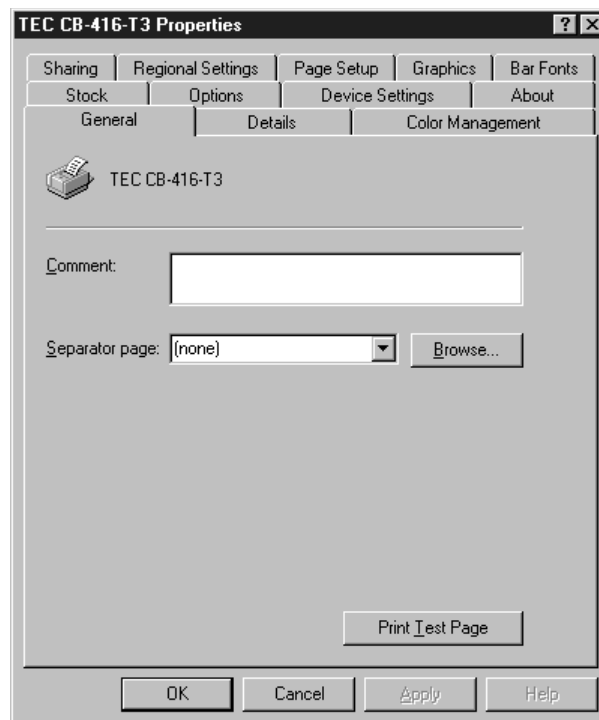 TEC CB-416-T3 Properties
Sharing Regional Settings Page Setup Graphics Bar Fonts
Stock Options Device Settings About
General Details Color Management
TEC CB-416-T3
Comment:
Separator page: (none) Browse...
Print Test Page
OK Cancel Apply Help